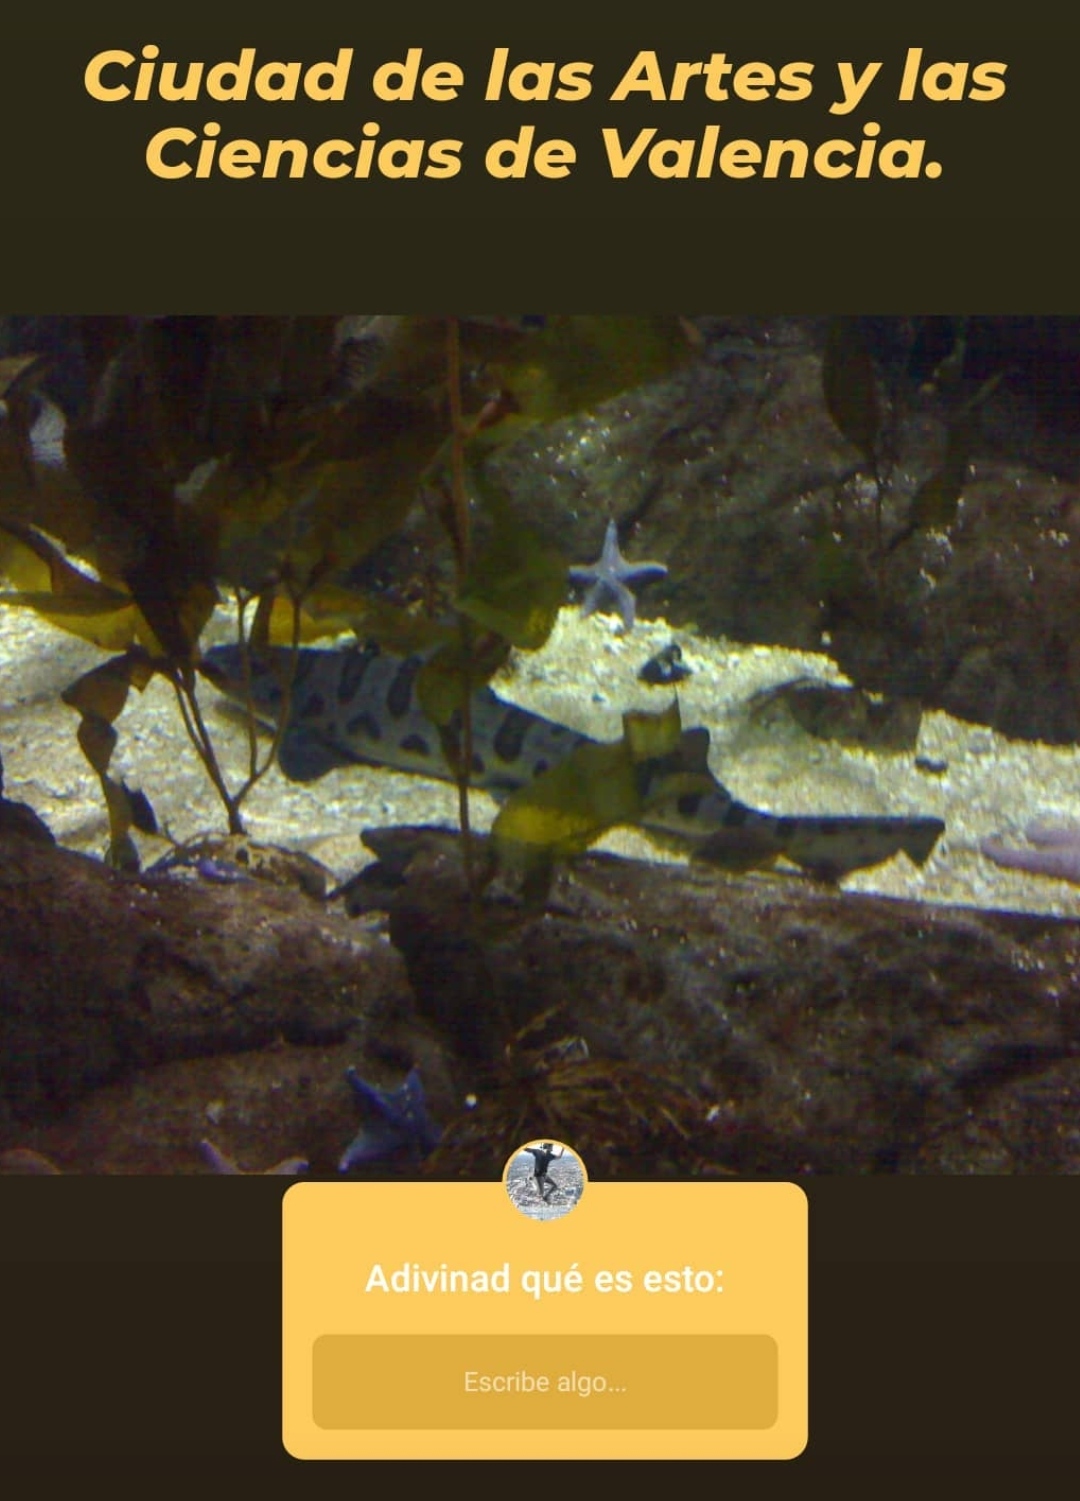 Ciudad de las Artes y las
Ciencias de Valencia.
Adivinad qué es esto:
Escribe algo...